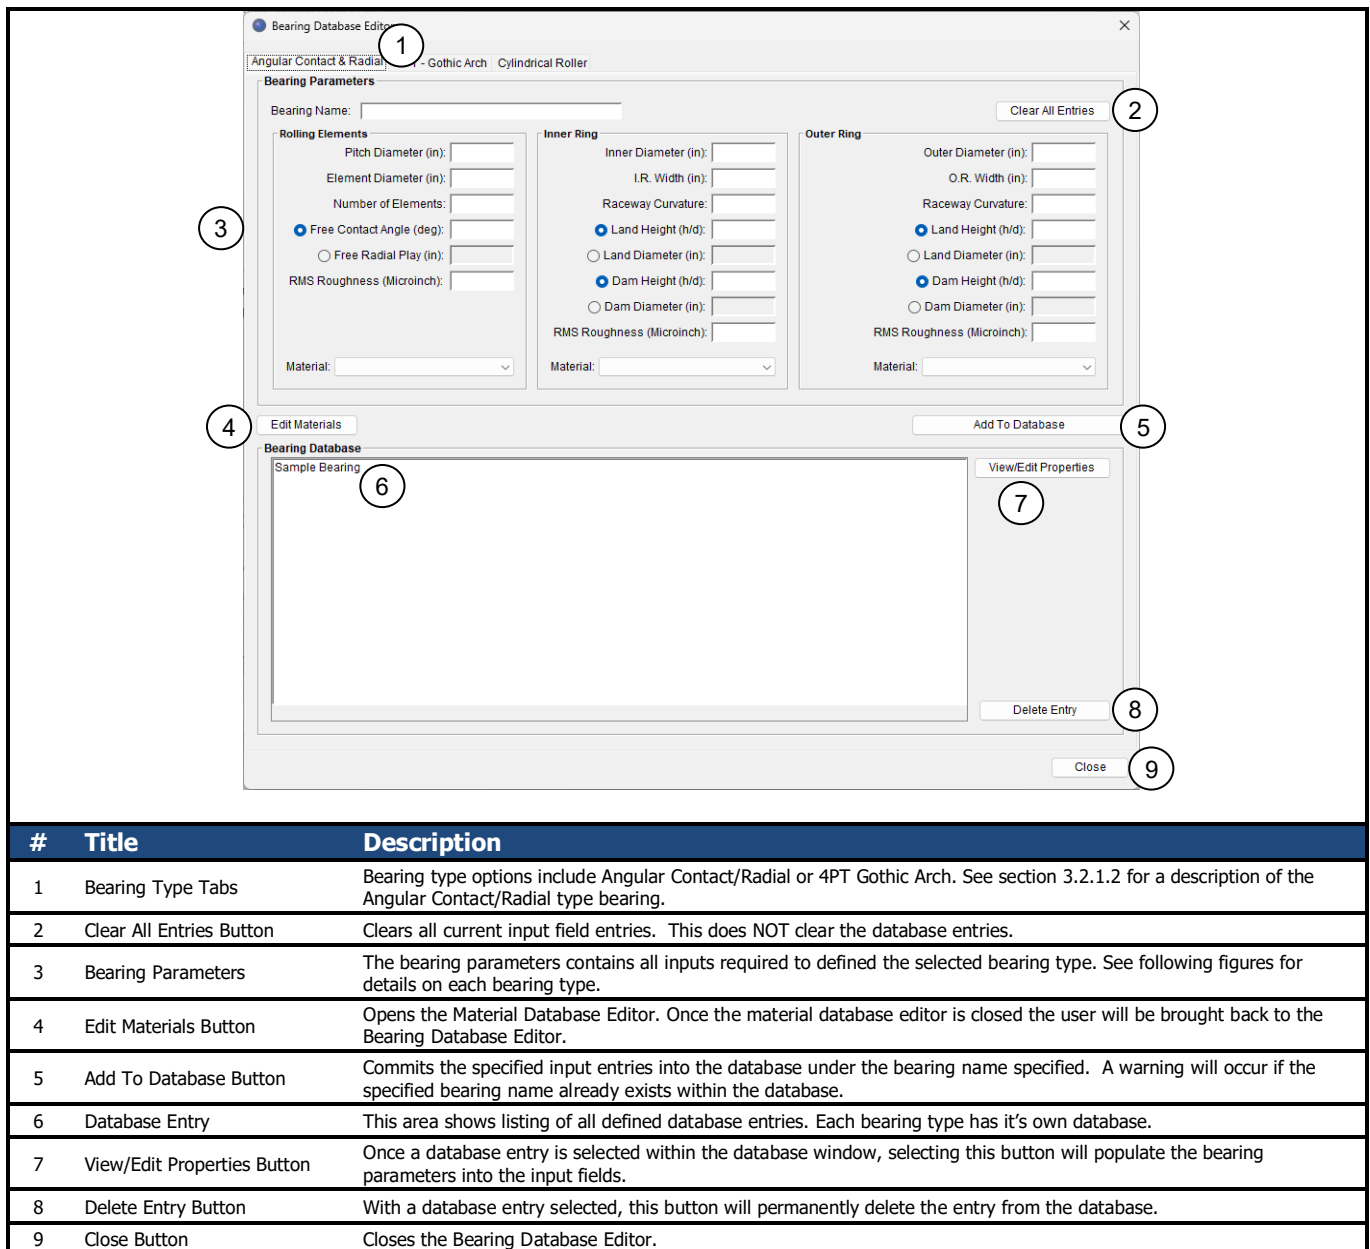 Bearing Database Editor
1
Angular Contact & Radial - Gothic Arch Cylindrical Roller
Bearing Parameters
Bearing Name:
Clear All Entries
2
Rolling Elements
Pitch Diameter (in):
Element Diameter (in):
Number of Elements:
3
Free Contact Angle (deg):
Free Radial Play (in):
RMS Roughness (Microinch):
Material:
Inner Ring
Inner Diameter (in):
I.R. Width (in):
Raceway Curvature:
Land Height (h/d):
Land Diameter (in):
Dam Height (h/d):
Dam Diameter (in):
RMS Roughness (Microinch):
Material:
Outer Ring
Outer Diameter (in):
O.R. Width (in):
Raceway Curvature:
Land Height (h/d):
Land Diameter (in):
Dam Height (h/d):
Dam Diameter (in):
RMS Roughness (Microinch):
Material:
4
Edit Materials
Add To Database
5
Bearing Database
Sample Bearing
6
View/Edit Properties
7
Delete Entry
8
Close
9
# Title Description
1 Bearing Type Tabs Bearing type options include Angular Contact/Radial or 4PT Gothic Arch. See section 3.2.1.2 for a description of the
Angular Contact/Radial type bearing.
2 Clear All Entries Button Clears all current input field entries.  This does NOT clear the database entries.
3 Bearing Parameters The bearing parameters contains all inputs required to defined the selected bearing type. See following figures for
details on each bearing type.
4 Edit Materials Button Opens the Material Database Editor. Once the material database editor is closed the user will be brought back to the
Bearing Database Editor.
5 Add To Database Button Commits the specified input entries into the database under the bearing name specified.  A warning will occur if the
specified bearing name already exists within the database.
6 Database Entry This area shows listing of all defined database entries. Each bearing type has it's own database.
7 View/Edit Properties Button Once a database entry is selected within the database window, selecting this button will populate the bearing
parameters into the input fields.
8 Delete Entry Button With a database entry selected, this button will permanently delete the entry from the database.
9 Close Button Closes the Bearing Database Editor.